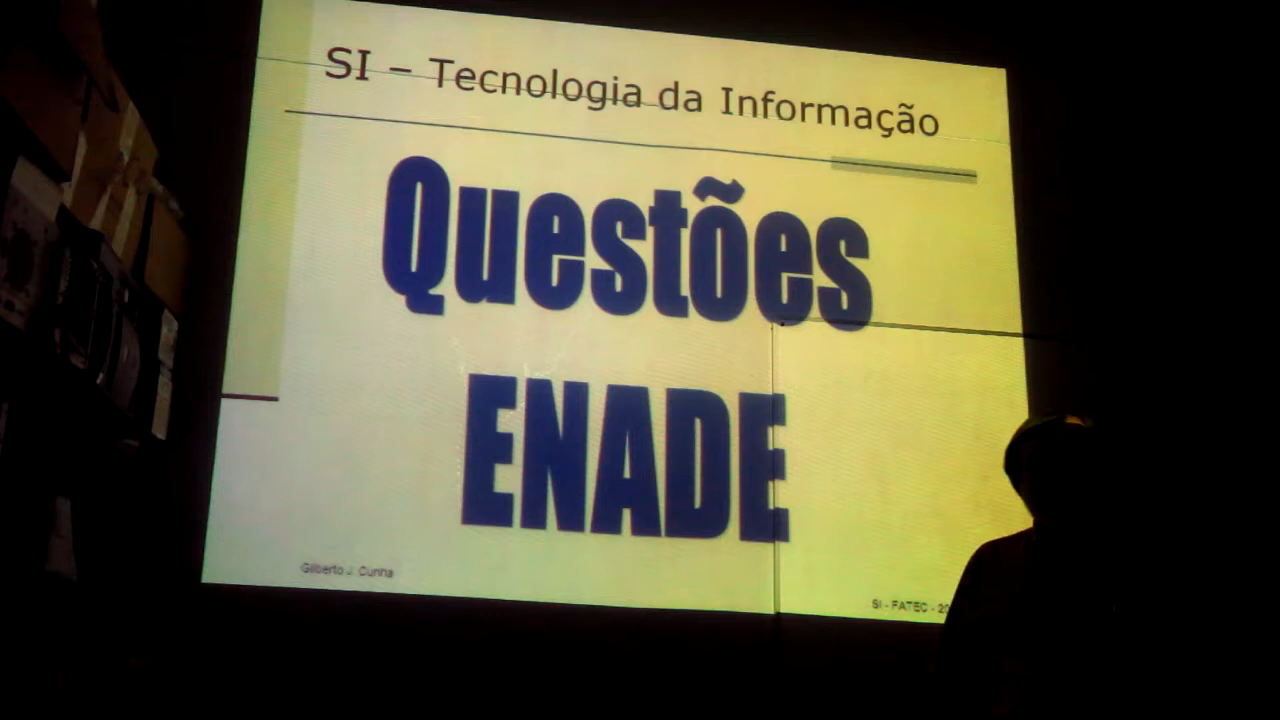 SI – Tecnologia da Informação
Questões
ENADE
Gilberto J. Cunha
SI - FATEC - 20